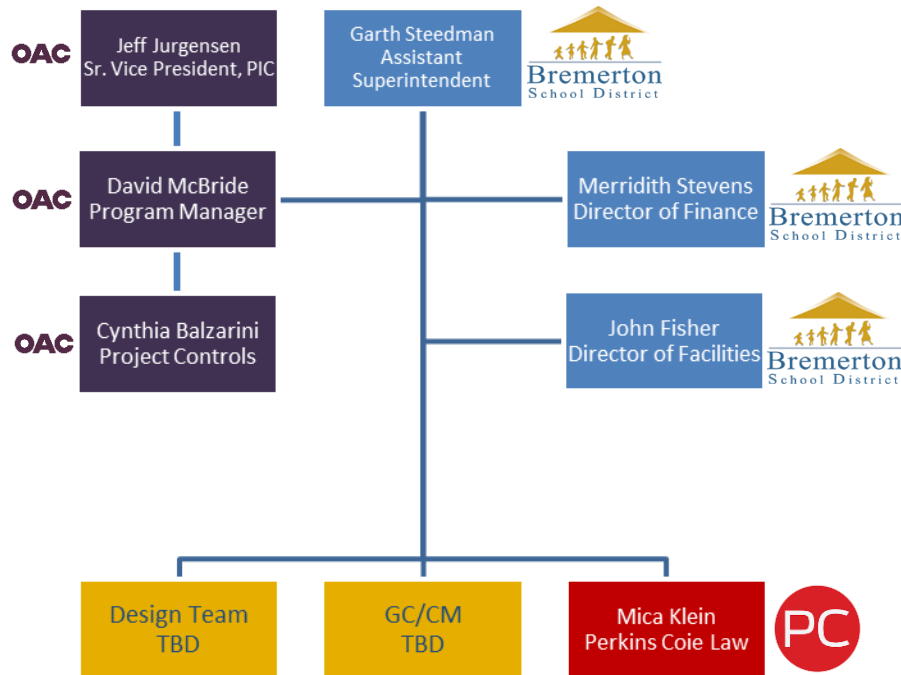 OAC
Jeff Jurgensen
Sr. Vice President, PIC
Garth Steedman
Assistant
Superintendent
Bremerton
School District
OAC
David McBride
Program Manager
Merridith Stevens
Director of Finance
Bremerton
School District
OAC
Cynthia Balzarini
Project Controls
John Fisher
Director of Facilities
Bremerton
School District
Design Team
TBD
GC/CM
TBD
Mica Klein
Perkins Coie Law
PC